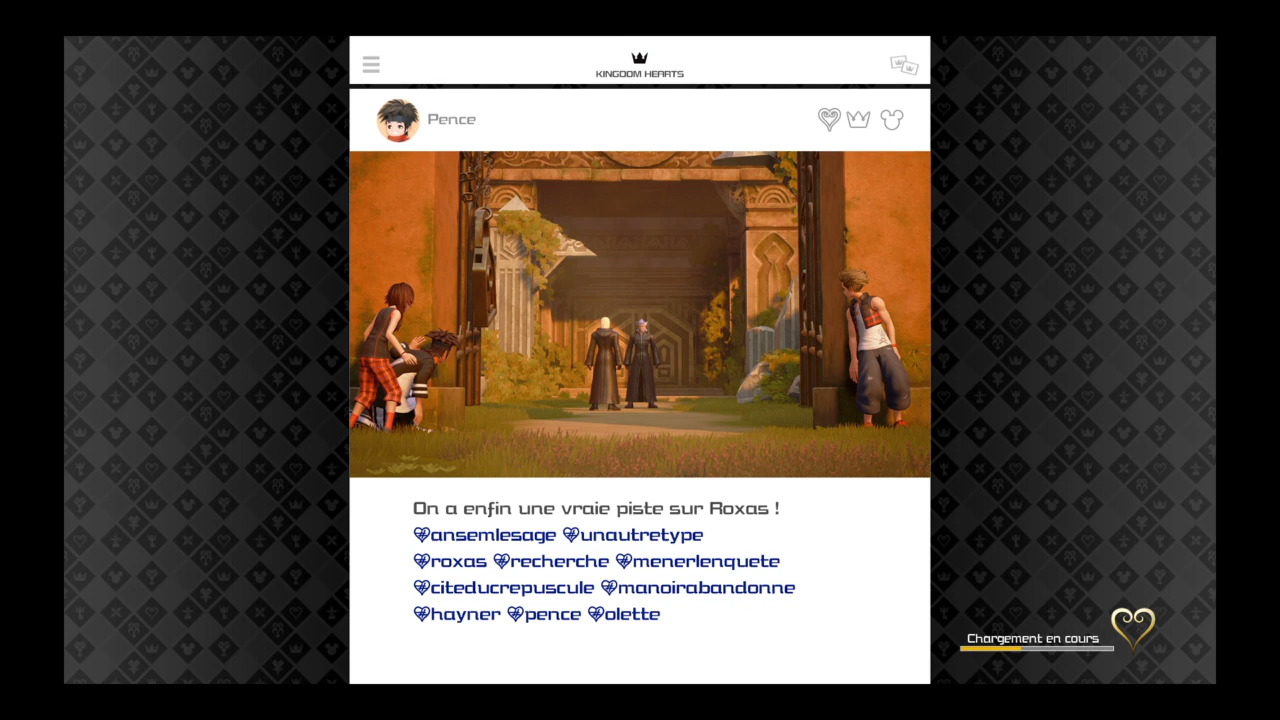 KINGDOM HEARTS
Pence
On a enfin une vraie piste sur Roxas !
#ansemlesage #unautretype
#roxas #recherche #menerlenquete
#citeducrepuscule #manoirabandonne
#hayner #pence #olette
Chargement en cours